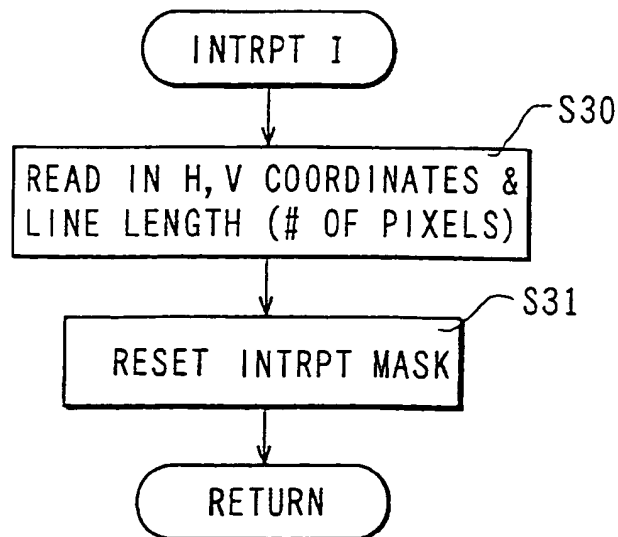 INTRPT I
S30
READ IN H,V COORDINATES &
LINE LENGTH (# OF PIXELS)
S31
RESET INTRPT MASK
RETURN